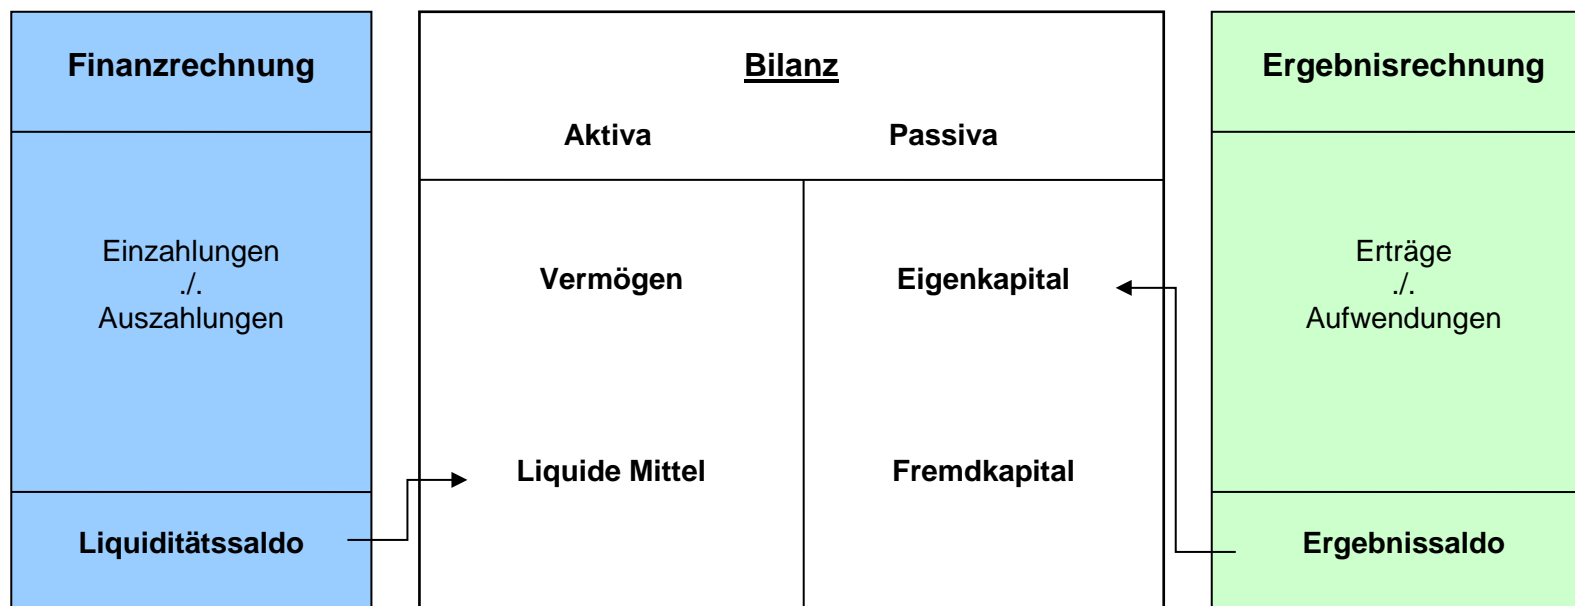 Finanzrechnung
Einzahlungen
./.
Auszahlungen
Liquiditätssaldo
Bilanz
Aktiva Passiva
Vermögen Eigenkapital
Liquide Mittel Fremdkapital
Ergebnisrechnung
Erträge
./.
Aufwendungen
Ergebnissaldo